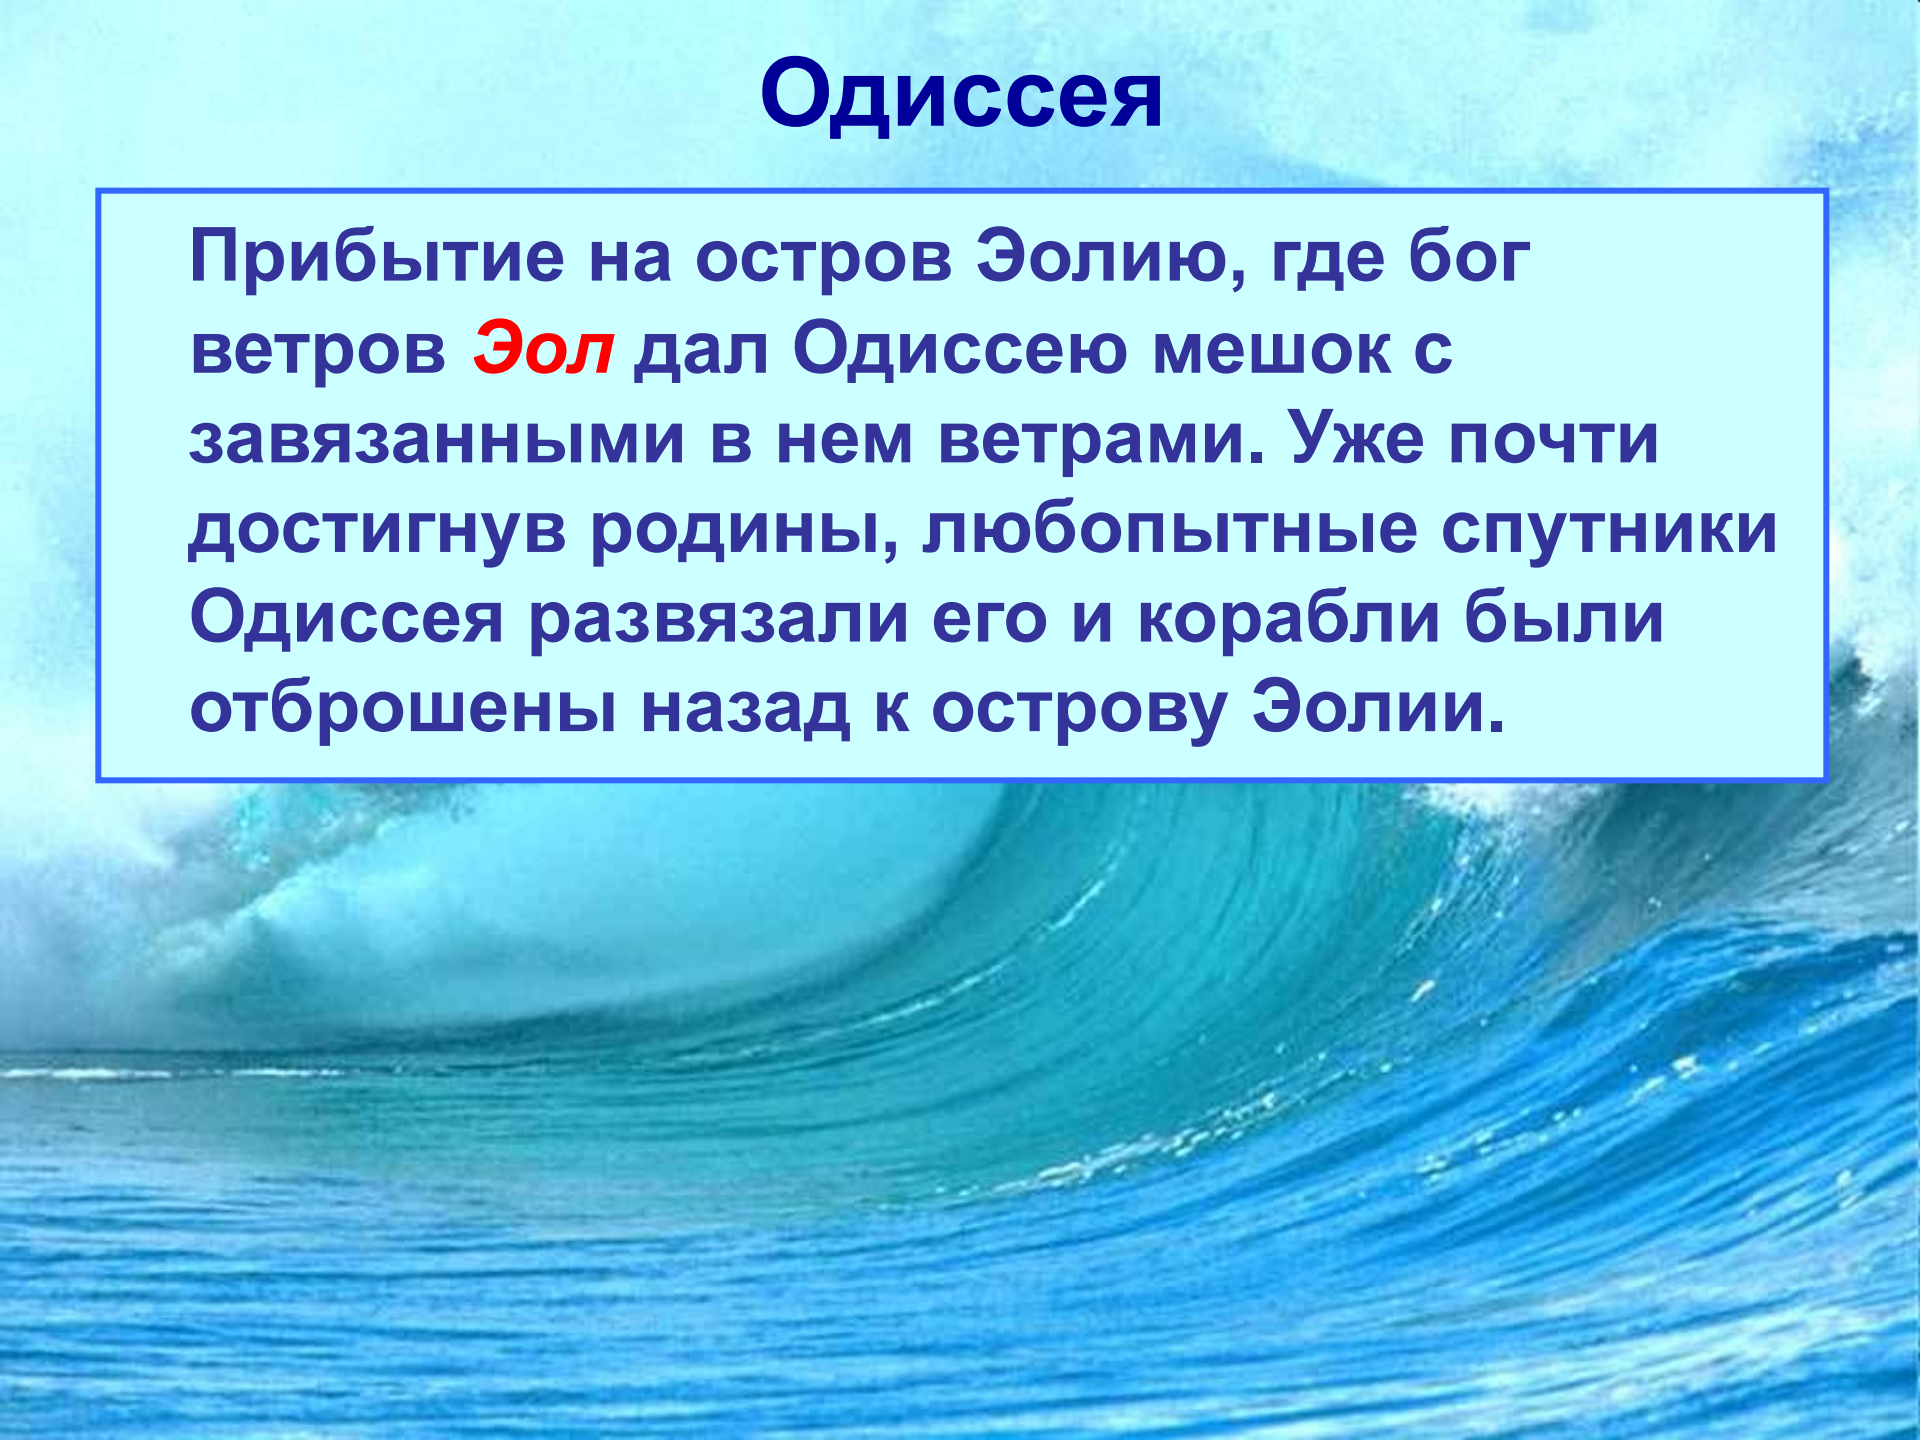 Одиссея
Прибытие на остров Эолию, где бог
ветров Эол дал Одиссею мешок с
завязанными в нем ветрами. Уже почти
достигнув родины, любопытные спутники
Одиссея развязали его и корабли были
отброшены назад к острову Эолии.